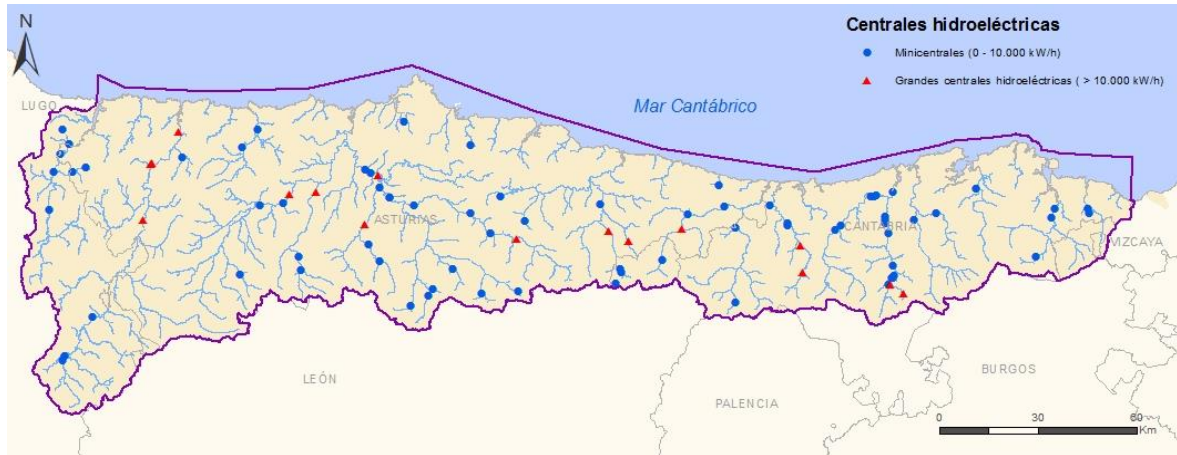 Centrales hidroeléctricas
N
Minicentrales (0 - 10.000 kW/h)
Grandes centrales hidroeléctricas ( > 10.000 kW/h)
LUGO
Mar Cantábrico
ASTURIAS
CANTABRIA
VIZCAYA
LEÓN
BURGOS
PALENCIA
0 30 60
Km